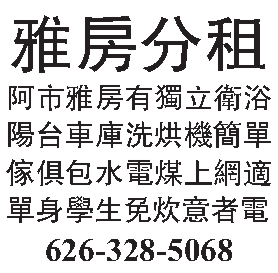 雅房分租
阿市雅房有獨立衛浴
陽台車庫洗烘機簡單
傢俱包水電煤上網適
單身學生免炊意者電
626-328-5068